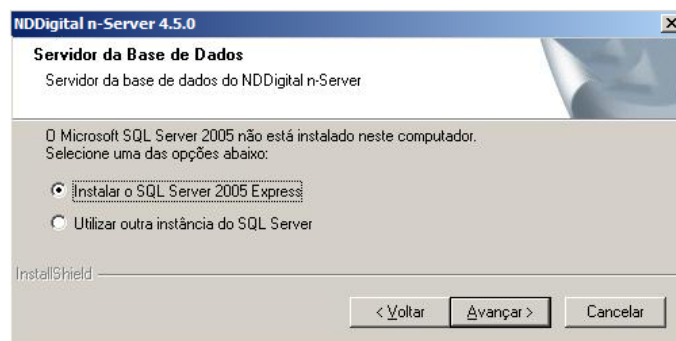 NDDigital n-Server 4.5.0
Servidor da Base de Dados
Servidor da base de dados do NDDigital n-Server
O Microsoft SQL Server 2005 não está instalado neste computador.
Selecione uma das opções abaixo:
Instalar o SQL Server 2005 Express
Utilizar outra instância do SQL Server
InstallShield
< Voltar Avançar > Cancelar